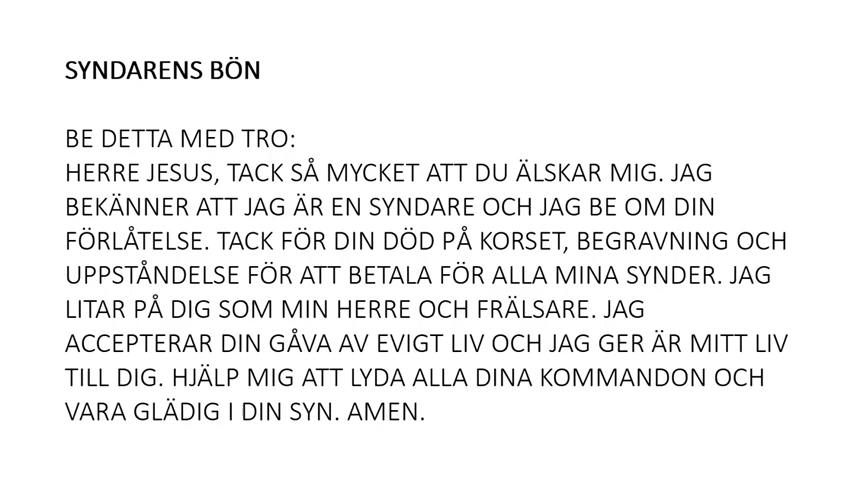 SYNDARENS BÖN
BE DETTA MED TRO:
HERRE JESUS, TACK SÅ MYCKET ATT DU ÄLSKAR MIG. JAG
BEKÄNNER ATT JAG ÄR EN SYNDARE OCH JAG BE OM DIN
FÖRLÅTELSE. TACK FÖR DIN DÖD PÅ KORSET, BEGRAVNING OCH
UPPSTÅNDELSE FÖR ATT BETALA FÖR ALLA MINA SYNDER. JAG
LITAR PÅ DIG SOM MIN HERRE OCH FRÄLSARE. JAG
ACCEPTERAR DIN GÅVA AV EVIGT LIV OCH JAG GER ÄR MITT LIV
TILL DIG. HJÄLP MIG ATT LYDA ALLA DINA KOMMANDON OCH
VARA GLÄDIG I DIN SYN. AMEN.